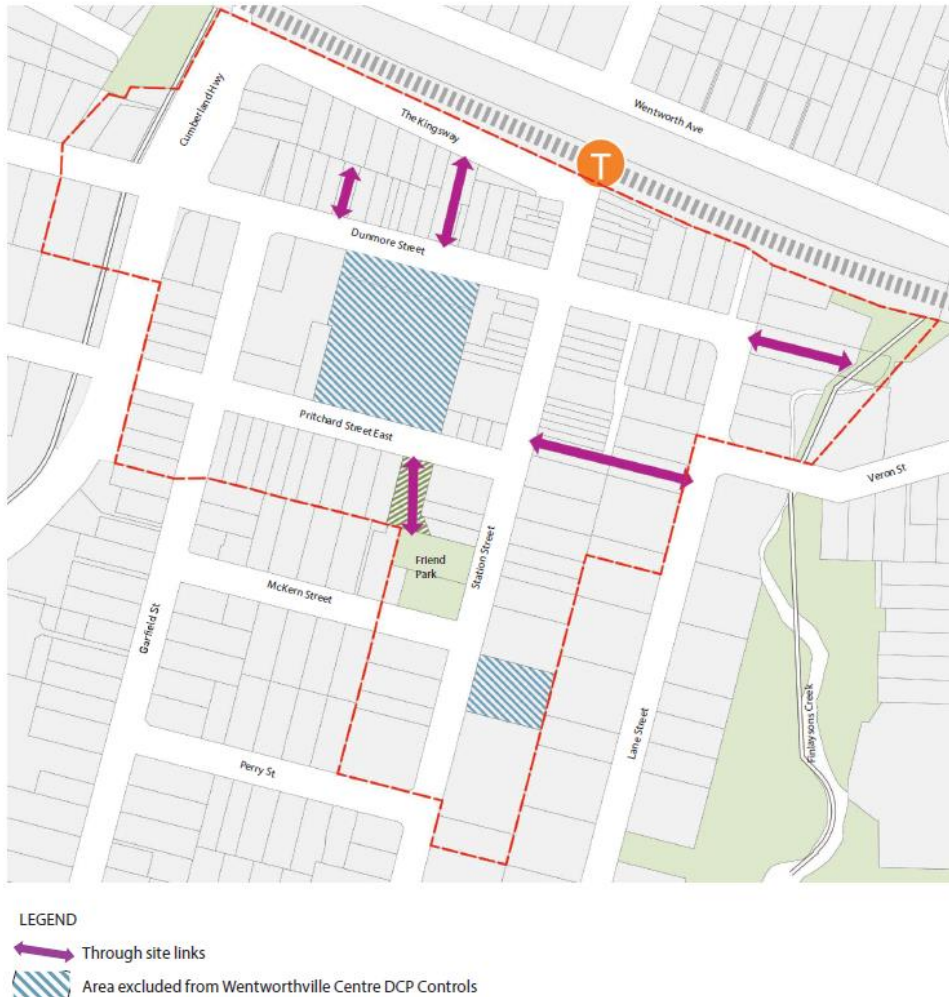 Wentworth Ave
Cumberland Hwy
The Kingsway
T
Dunmore Street
Pritchard Street East
Veron St
Friend
Park
Station Street
McKern Street
Garfield St
Lane Street
Finlaysons Creek
Perry St
LEGEND
Through site links
Area excluded from Wentworthville Centre DCP Controls